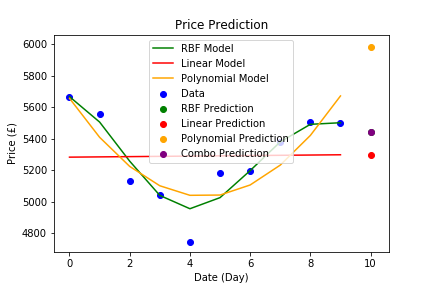 Price Prediction
6000
5800
5600
5400
5200
5000
4800
Price (£)
RBF Model
Linear Model
Polynomial Model
Data
RBF Prediction
Linear Prediction
Polynomial Prediction
Combo Prediction
0 2 4 6 8 10
Date (Day)